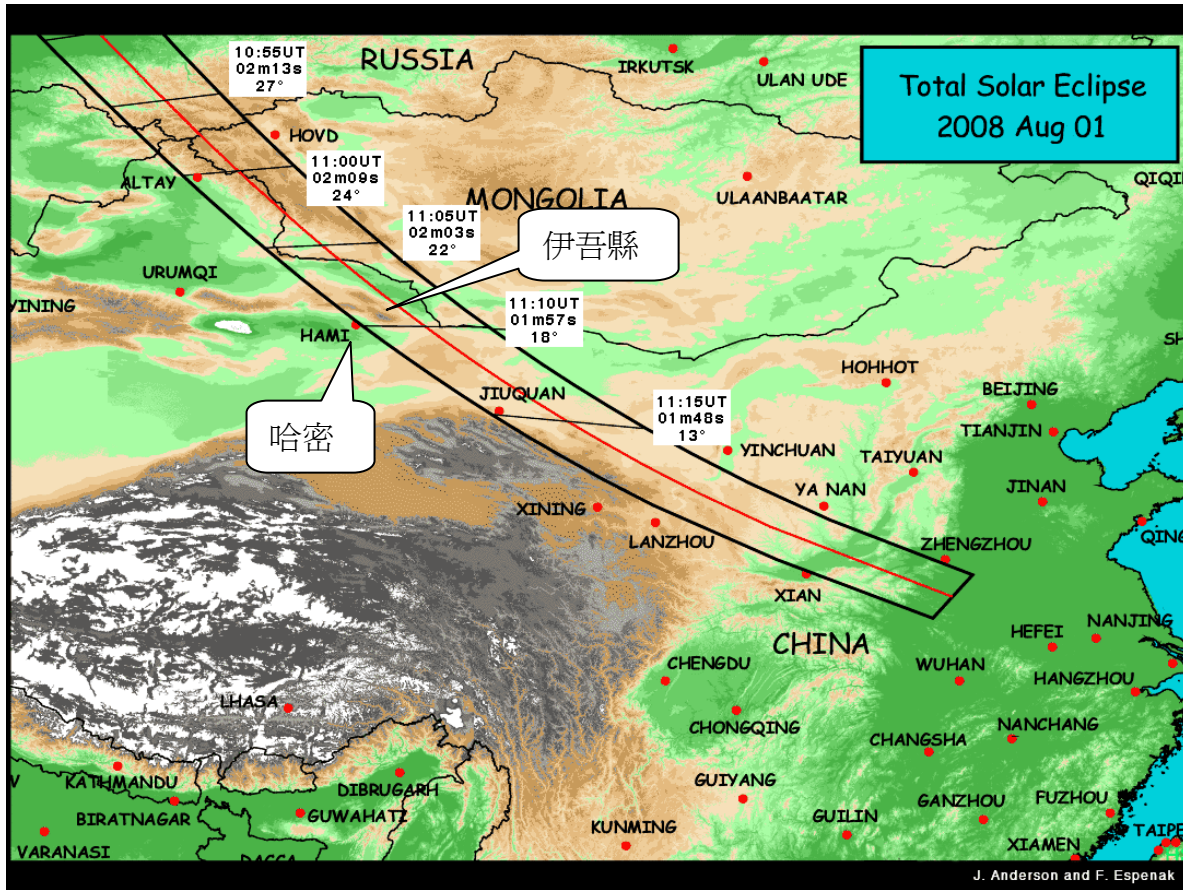 10:55UT
02m13s
27°
RUSSIA
IRKUTSK
ULAN UDE
Total Solar Eclipse
2008 Aug 01
HOVD
11:00UT
02m09s
24°
ALTAY
MONGOLIA
ULAANBAATAR
QIQI
11:05UT
02m03s
22°
伊吾縣
URUMQI
YINING
11:10UT
01m57s
18°
HAMI
SH
HOHHOT
BEIJING
JIUQUAN
11:15UT
01m48s
13°
哈密
TIANJIN
YINCHUAN
TAIYUAN
YA NAN
JINAN
XINING
LANZHOU
QING
ZHENGZHOU
XIAN
NANJING
HEFEI
CHINA
CHENGDU
WUHAN
HANGZHOU
LHASA
CHONGQING
NANCHANG
CHANGSHA
KATHMANDU
V
DIBRUGARH
GUIYANG
BIRATNAGAR
GUWAHATI
GANZHOU
FUZHOU
KUNMING
GUILIN
TAIPE
VARANASI
DACCA
XIAMEN
J. Anderson and F. Espenak